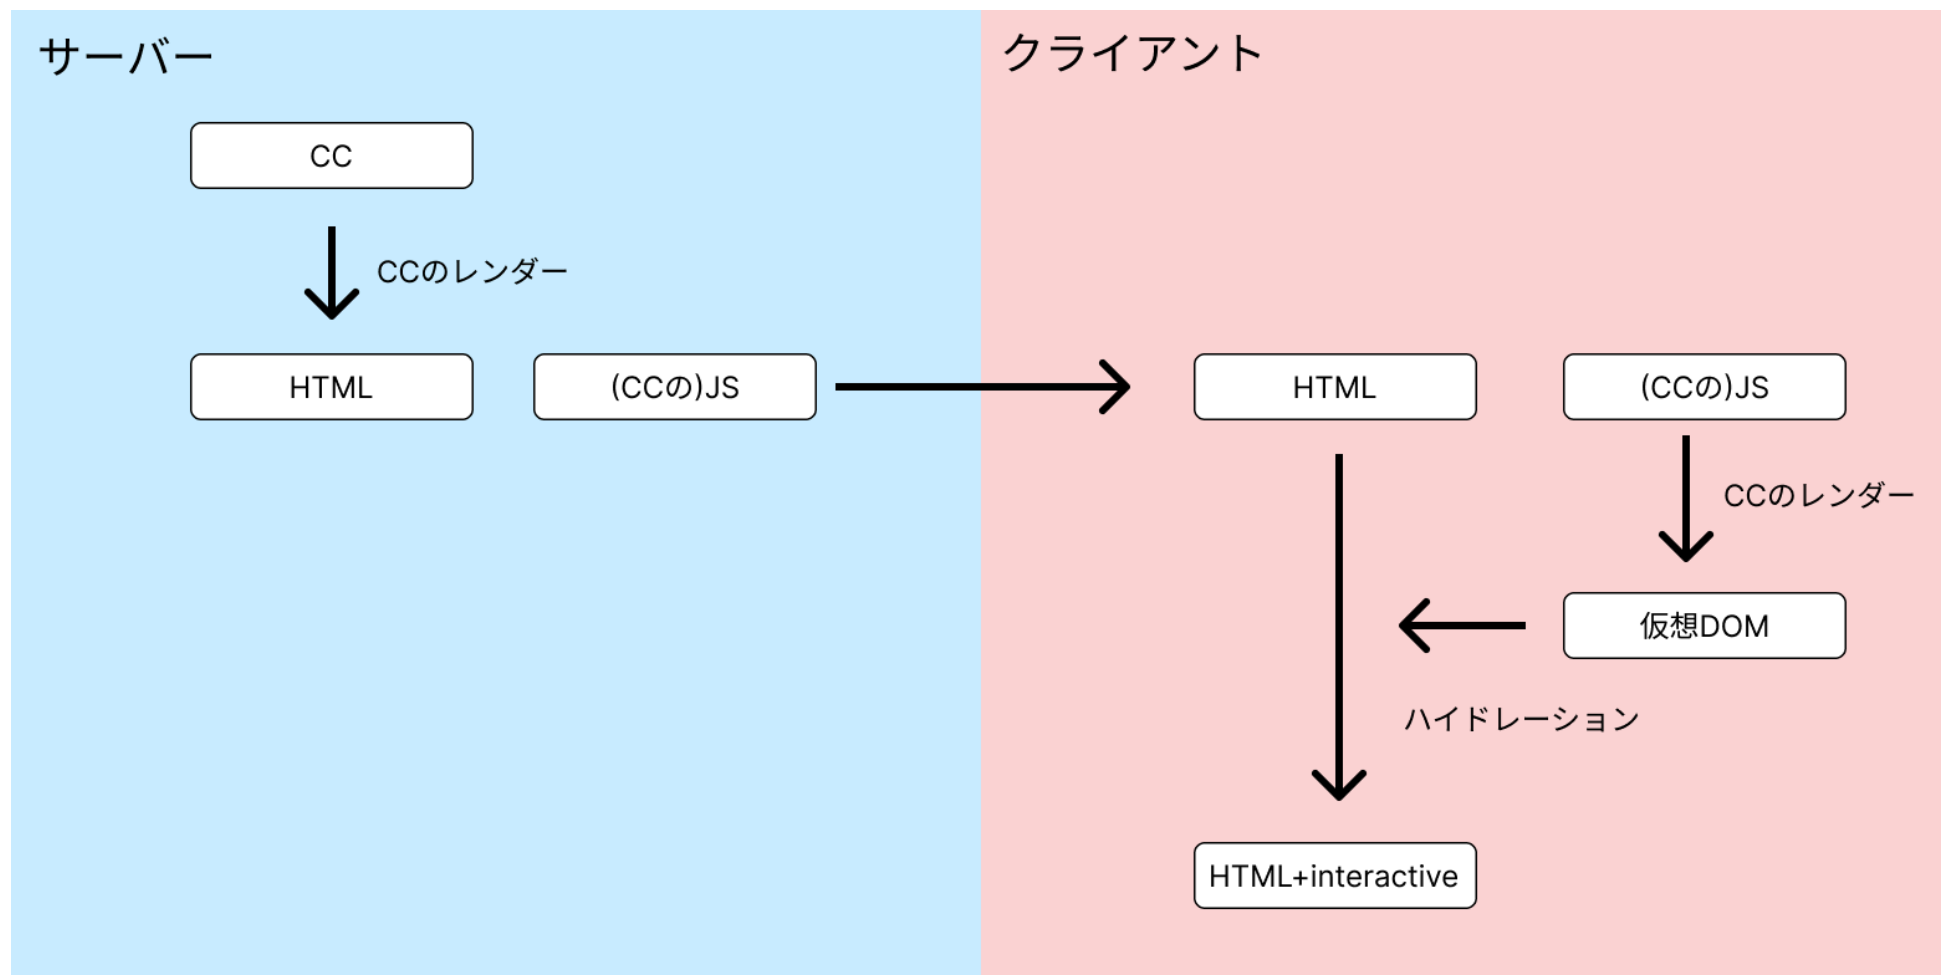 サーバー
クライアント
CC
CCのレンダー
HTML
(CCの)JS
HTML
(CCの)JS
CCのレンダー
仮想DOM
ハイドレーション
HTML+interactive